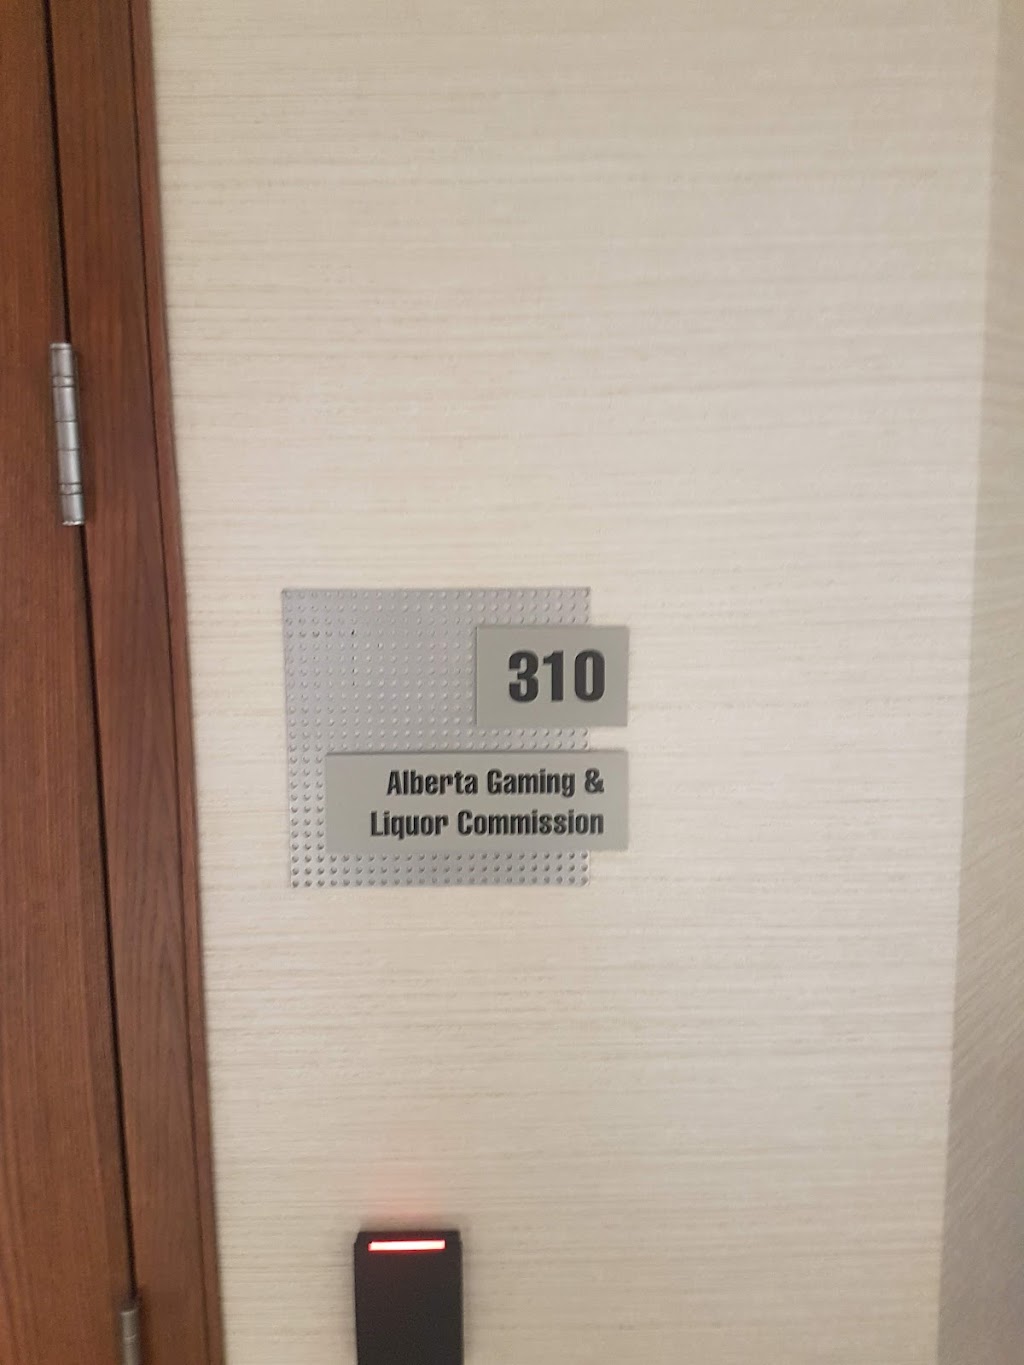 310
Alberta Gaming &
Liquor Commission